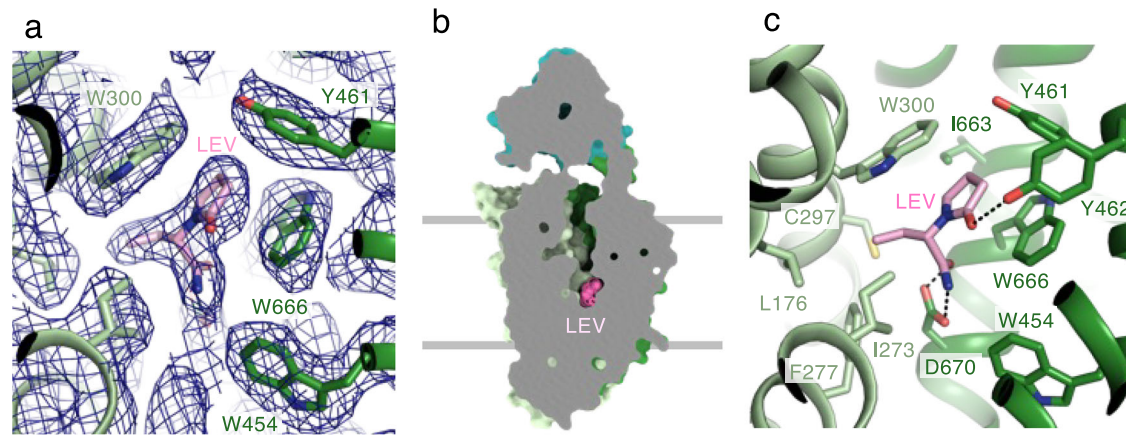 a
W300
Y461
LEV
W666
W454
b
LEV
c
W300
Y461
I663
LEV
C297
Y462
W666
L176
W454
I273
F277
D670